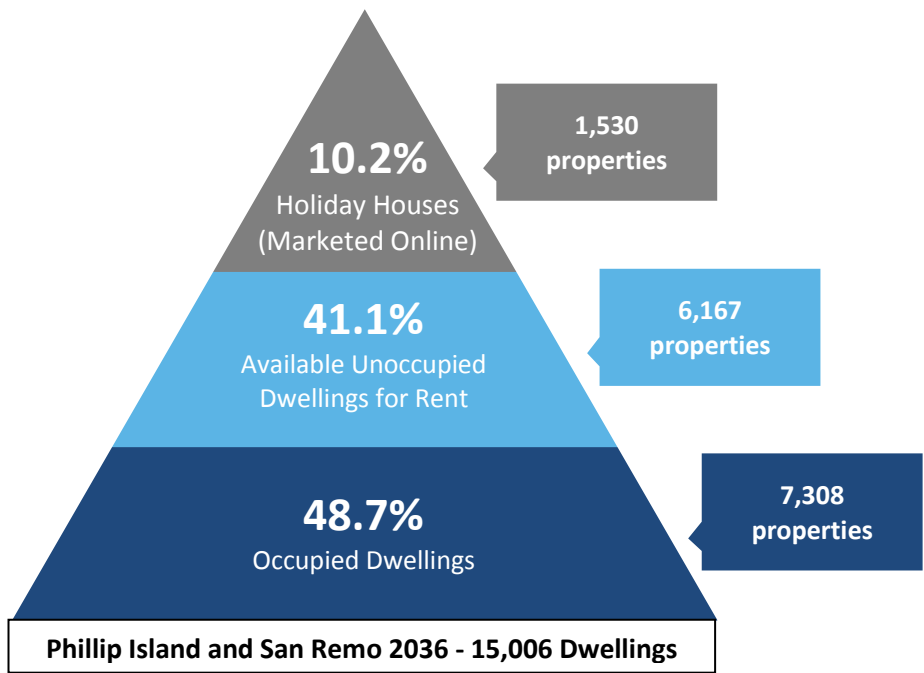 10.2%
Holiday Houses
(Marketed Online)
1,530
properties
41.1%
Available Unoccupied
Dwellings for Rent
6,167
properties
48.7%
Occupied Dwellings
7,308
properties
Phillip Island and San Remo 2036 - 15,006 Dwellings